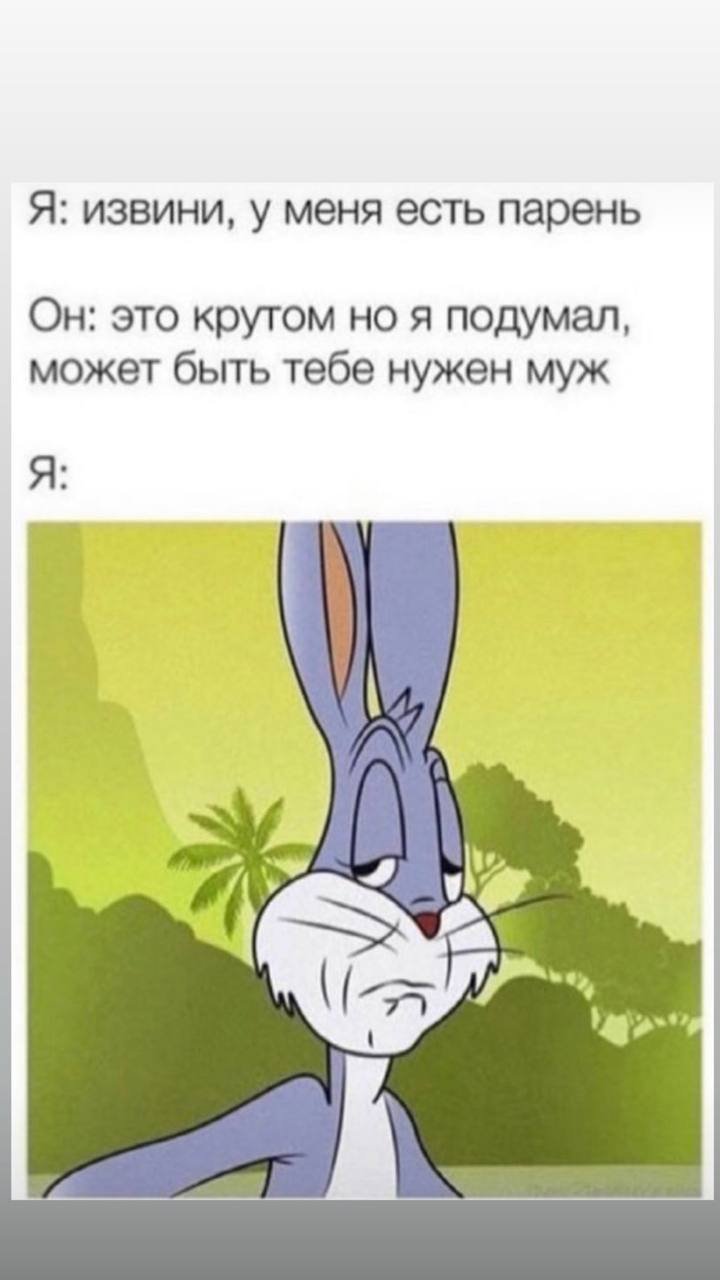 Я: извини, у меня есть парень
Он: это крутом но я подумал,
может быть тебе нужен муж
Я: